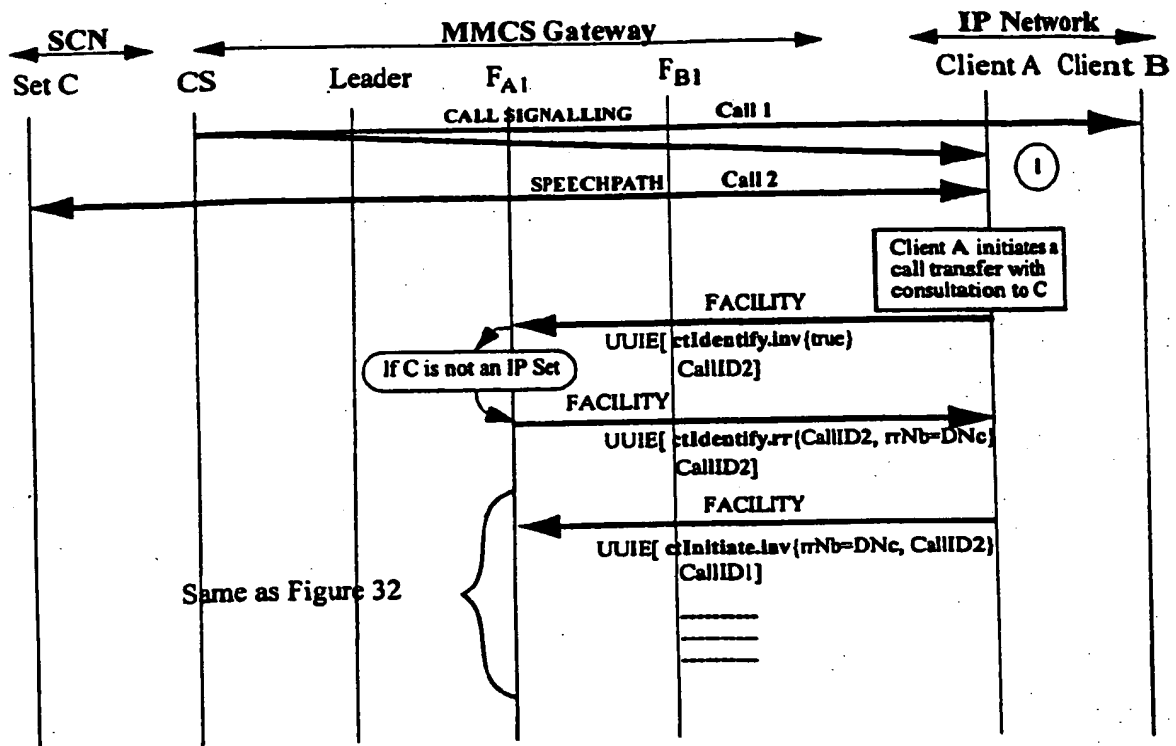 SCN
MMCS Gateway
IP Network
Set C
CS
Leader
FA1
FB1
Client A
Client B
CALL SIGNALLING
Call 1
1
SPEECHPATH
Call 2
Client A initiates a
call transfer with
consultation to C
FACILITY
UUIE[ ctIdentify.inv{true}
CallID2]
If C is not an IP Set
FACILITY
UUIE[ ctIdentify.rr{CallID2, rrNb=DNc}
CallID2]
FACILITY
UUIE[ ctInitiate.inv{rrNb=DNc, CallID2}
CallID1]
Same as Figure 32